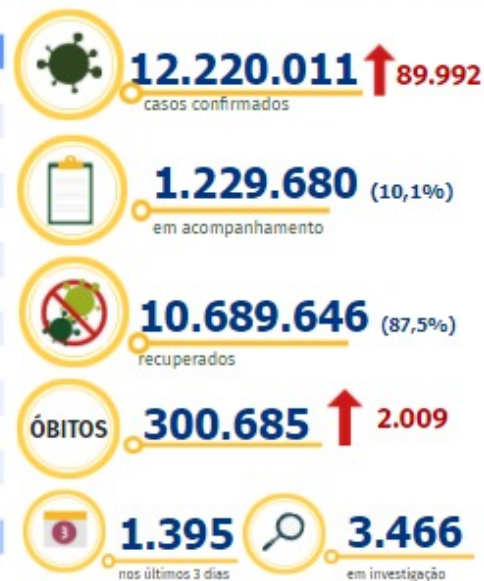 12.220.011 89.992
casos confirmados
1.229.680 (10,1%)
em acompanhamento
10.689.646 (87,5%)
recuperados
ÓBITOS 300.685 2.009
3 1.395 3.466
nos últimos 3 dias em investigação